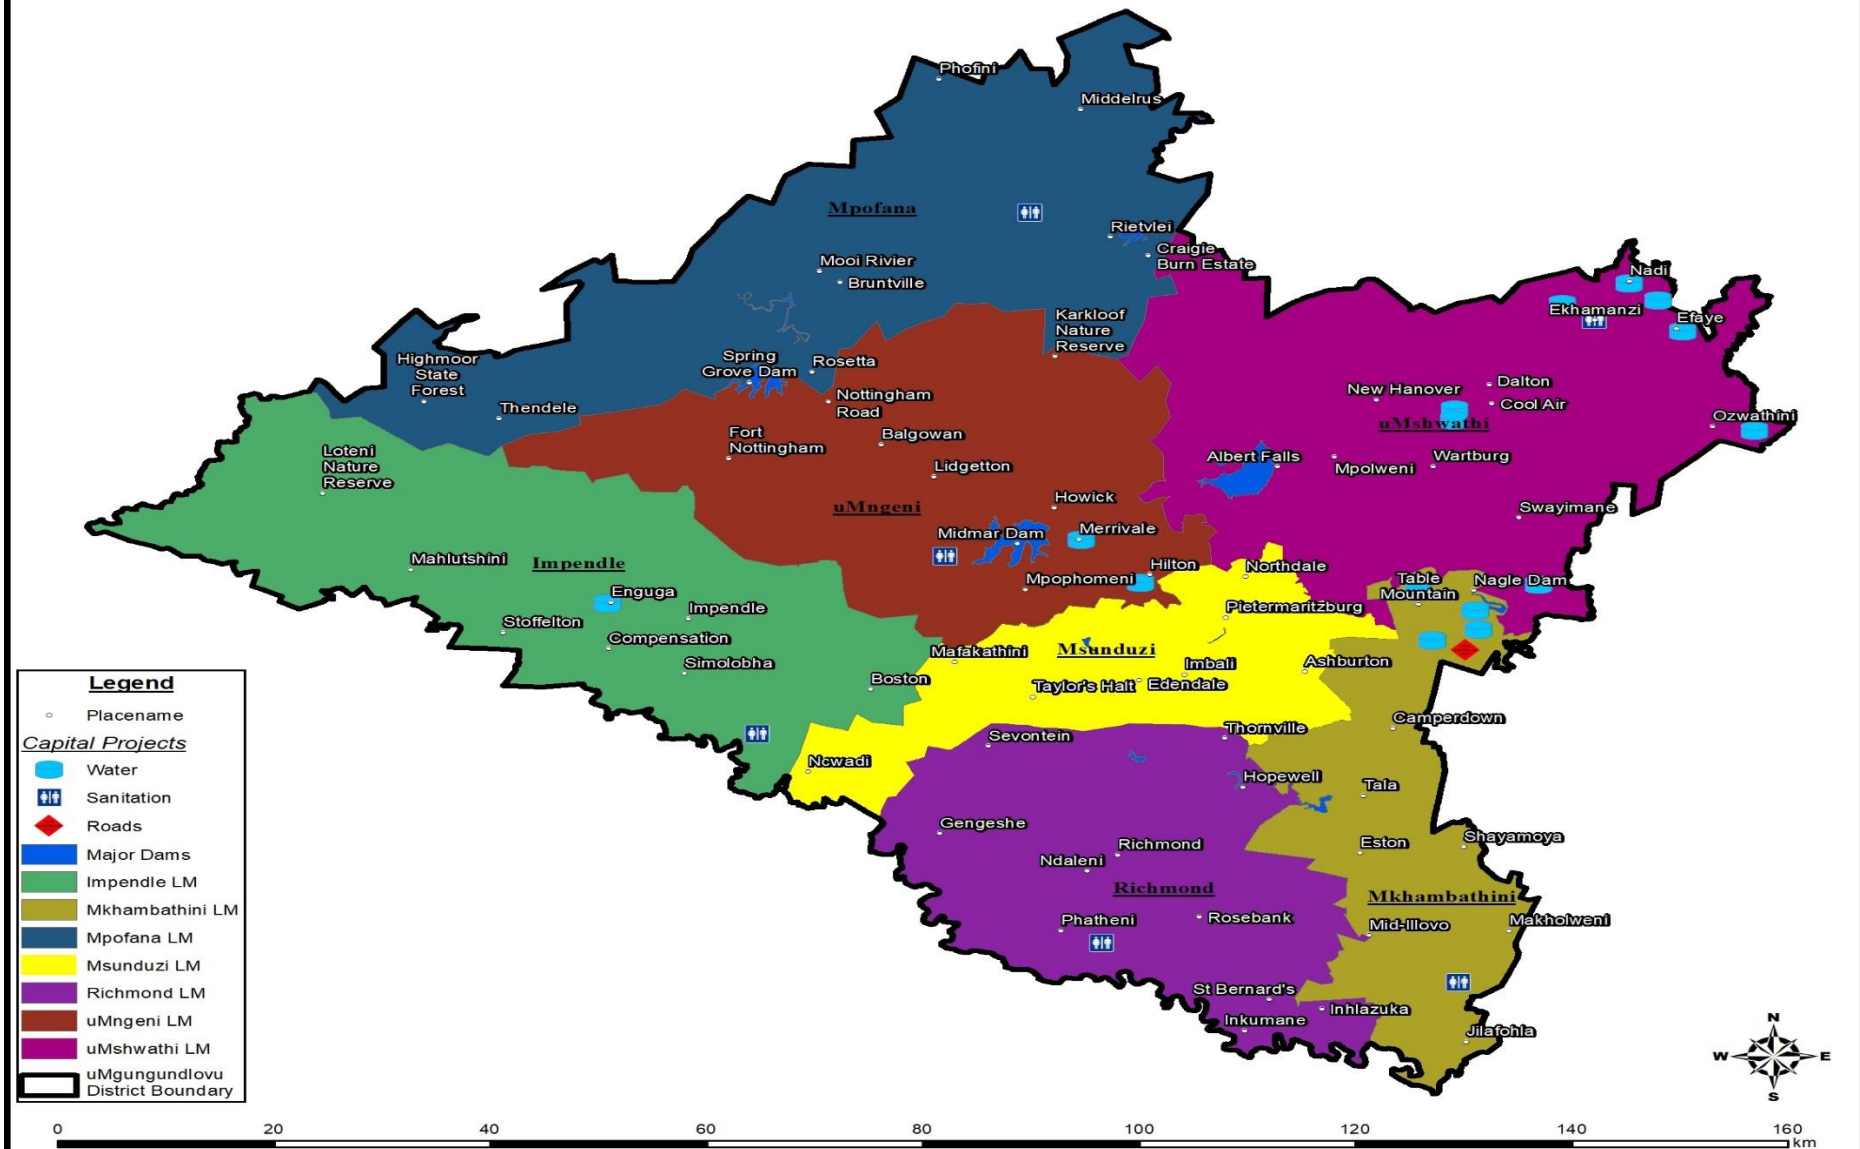 Phofini
Middelrus
Mpofana
Rietvlei
Craigie
Burn Estate
Mooi Rivier
Bruntville
Nadi
Ekhamanzi
Efaye
Karkloof
Nature
Reserve
Highmoor
State
Forest
Spring
Grove Dam
Rosetta
Thendele
Nottingham
Road
New Hanover
Dalton
Cool Air
Ozwathini
uMshwathi
Fort
Nottingham
Balgowan
Loteni
Nature
Reserve
Lidgetton
Albert Falls
Mpolweni
Wartburg
uMngeni
Howick
Swayimane
Midmar Dam
Merrivale
Mahlutshini
Impendle
Mpophomeni
Hilton
Northdale
Table
Mountain
Nagle Dam
Enguga
Impendle
Pietermaritzburg
Stoffelton
Compensation
Mafakathini
Msunduzi
Simolobha
Imbali
Ashburton
Boston
Taylor's Halt
Edendale
Camperdown
Sevontein
Thornville
Ncwadi
Hopewell
Tala
Gengeshe
Richmond
Eston
Shayamoya
Ndaleni
Richmond
Mkhambathini
Phatheni
Rosebank
Mid-Illovo
Makholweni
St Bernard's
Inhlazuka
Inkumane
Jilafohla
Legend
Placename
Capital Projects
Water
Sanitation
Roads
Major Dams
Impendle LM
Mkhambathini LM
Mpofana LM
Msunduzi LM
Richmond LM
uMngeni LM
uMshwathi LM
uMgungundlovu
District Boundary
N
W E
S
0 20 40 60 80 100 120 140 160
km